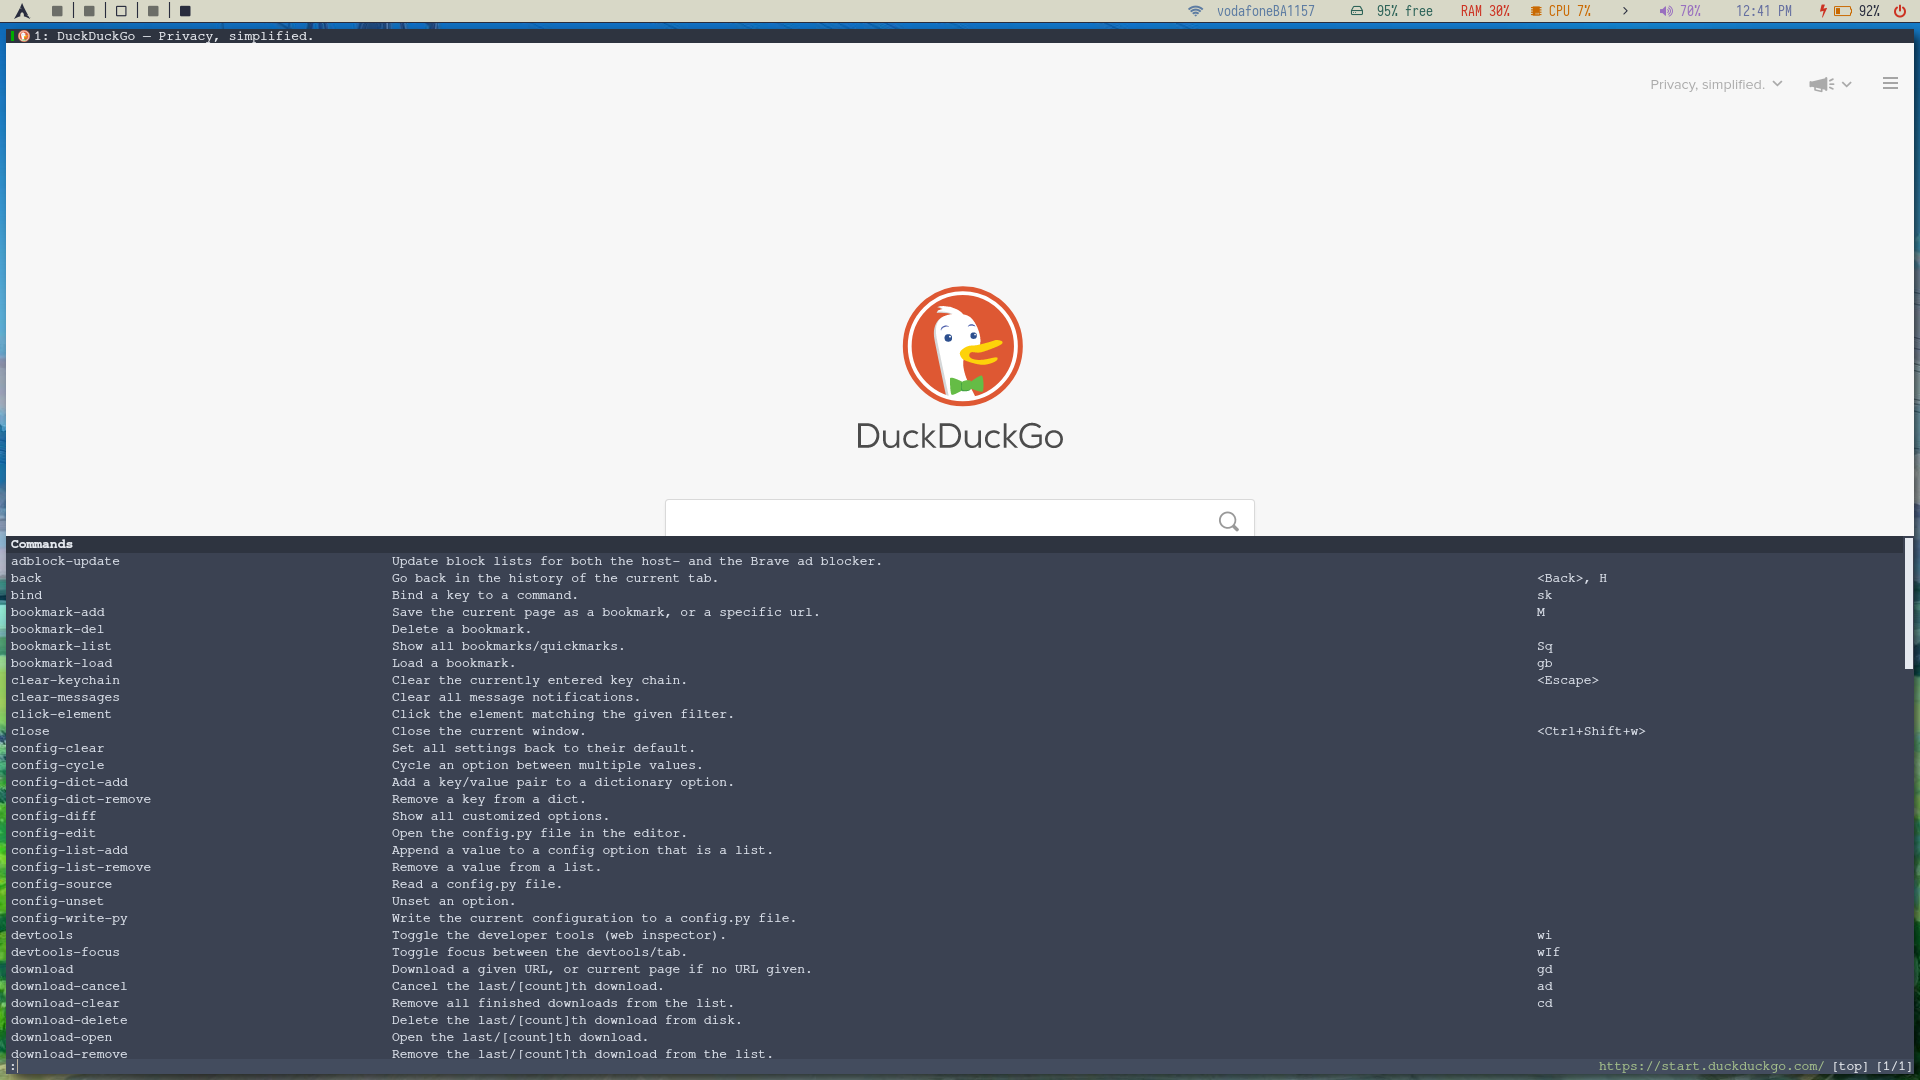 vodafoneBA1157 95% free RAM 30% CPU 7% > 70% 12:41 PM 92%
1: DuckDuckGo — Privacy, simplified.
Privacy, simplified.
DuckDuckGo
Commands
adblock-update Update block lists for both the host- and the Brave ad blocker.
back Go back in the history of the current tab. <Back>, H
bind Bind a key to a command. sk
bookmark-add Save the current page as a bookmark, or a specific url. M
bookmark-del Delete a bookmark.
bookmark-list Show all bookmarks/quickmarks. Sq
bookmark-load Load a bookmark. gb
clear-keychain Clear the currently entered key chain. <Escape>
clear-messages Clear all message notifications.
click-element Click the element matching the given filter.
close Close the current window. <Ctrl+Shift+w>
config-clear Set all settings back to their default.
config-cycle Cycle an option between multiple values.
config-dict-add Add a key/value pair to a dictionary option.
config-dict-remove Remove a key from a dict.
config-diff Show all customized options.
config-edit Open the config.py file in the editor.
config-list-add Append a value to a config option that is a list.
config-list-remove Remove a value from a list.
config-source Read a config.py file.
config-unset Unset an option.
config-write-py Write the current configuration to a config.py file.
devtools Toggle the developer tools (web inspector). wi
devtools-focus Toggle focus between the devtools/tab. wIf
download Download a given URL, or current page if no URL given. gd
download-cancel Cancel the last/[count]th download. ad
download-clear Remove all finished downloads from the list. cd
download-delete Delete the last/[count]th download from disk.
download-open Open the last/[count]th download.
download-remove Remove the last/[count]th download from the list.
: https://start.duckduckgo.com/ [top] [1/1]